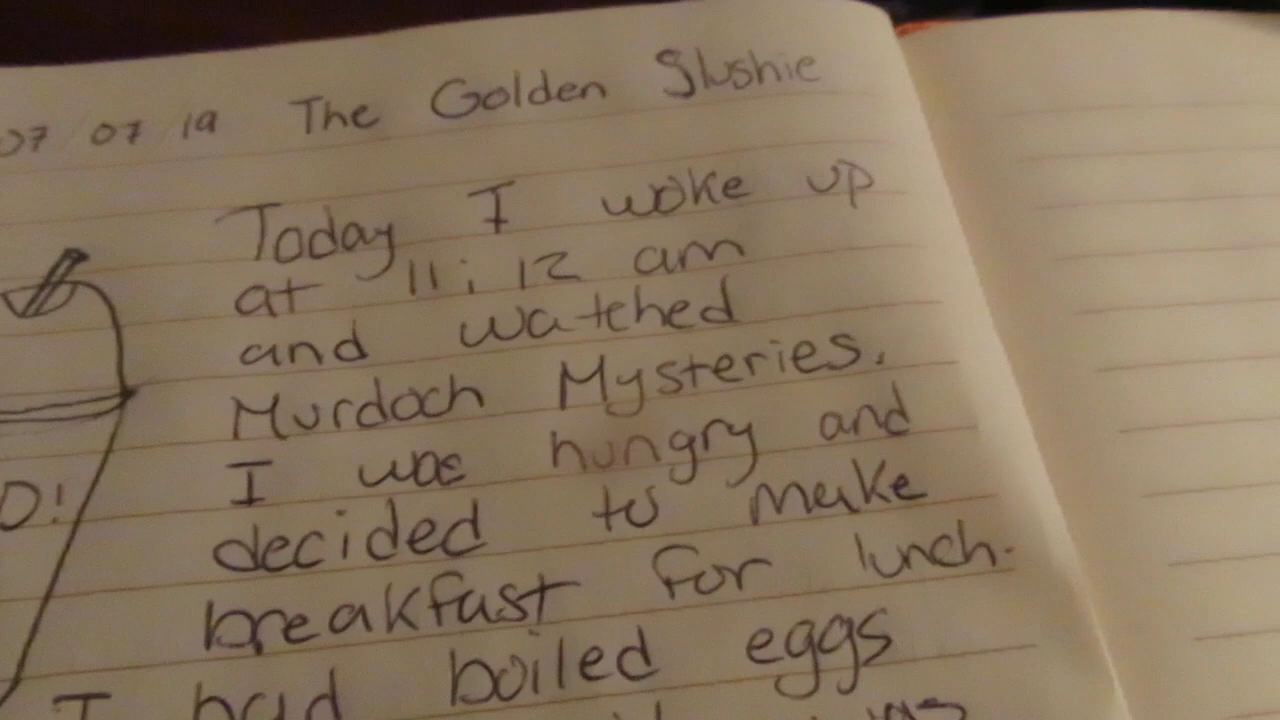 07 07 19 The Golden Slushie
Today I woke up
at 11:12 am
and watched
Murdoch Mysteries.
I was hungry and
decided to make
breakfast for lunch.
I had boiled eggs
D!